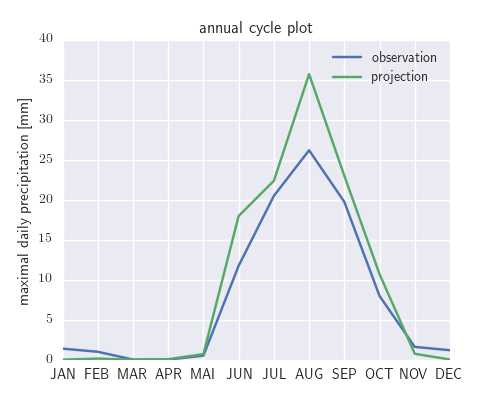 annual cycle plot
observation
projection
maximal daily precipitation [mm]
40
35
30
25
20
15
10
5
0
JAN FEB MAR APR MAI JUN JUL AUG SEP OCT NOV DEC